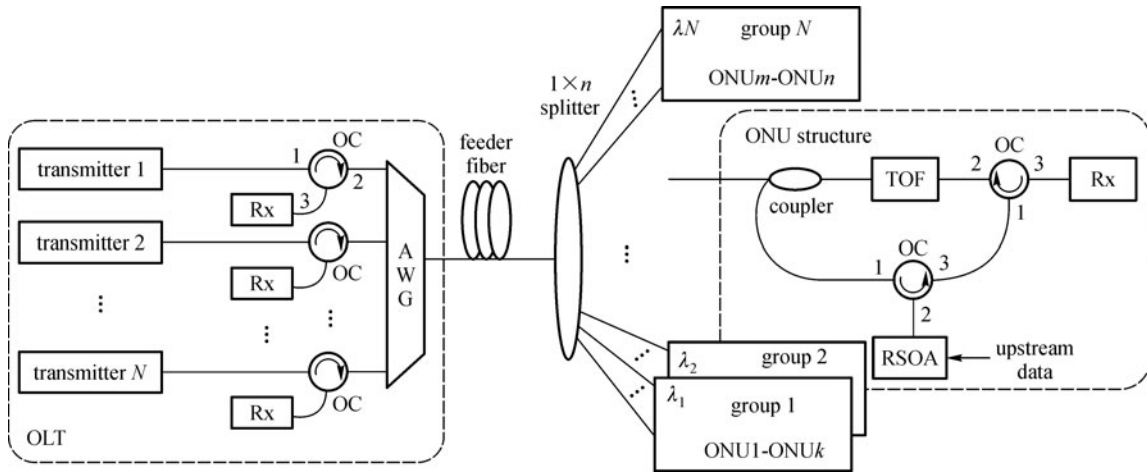 transmitter 1
OC
1
2
3
Rx
transmitter 2
OC
Rx
...
... ...
transmitter N
OC
Rx
OLT
AWG
feeder
fiber
1×n
splitter
...
λN group N
ONUm-ONUn
...
...
λ2 group 2
...
λ1 group 1
ONU1-ONUk
ONU structure
coupler
TOF
OC
2 3
1
Rx
OC
1 3
2
RSOA
upstream
data